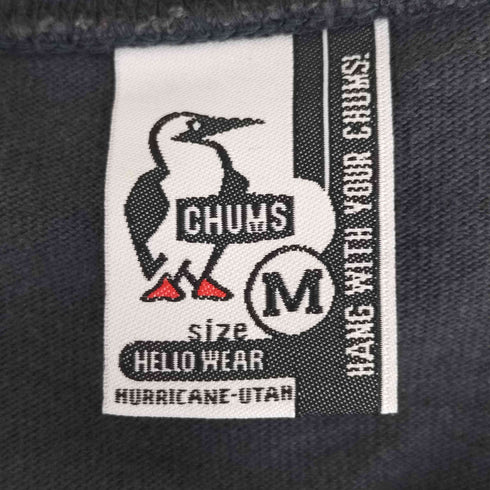 CHUMS
M
size
HELLO WEAR
HURRICANE-UTAH
HANG WITH YOUR CHUMS!